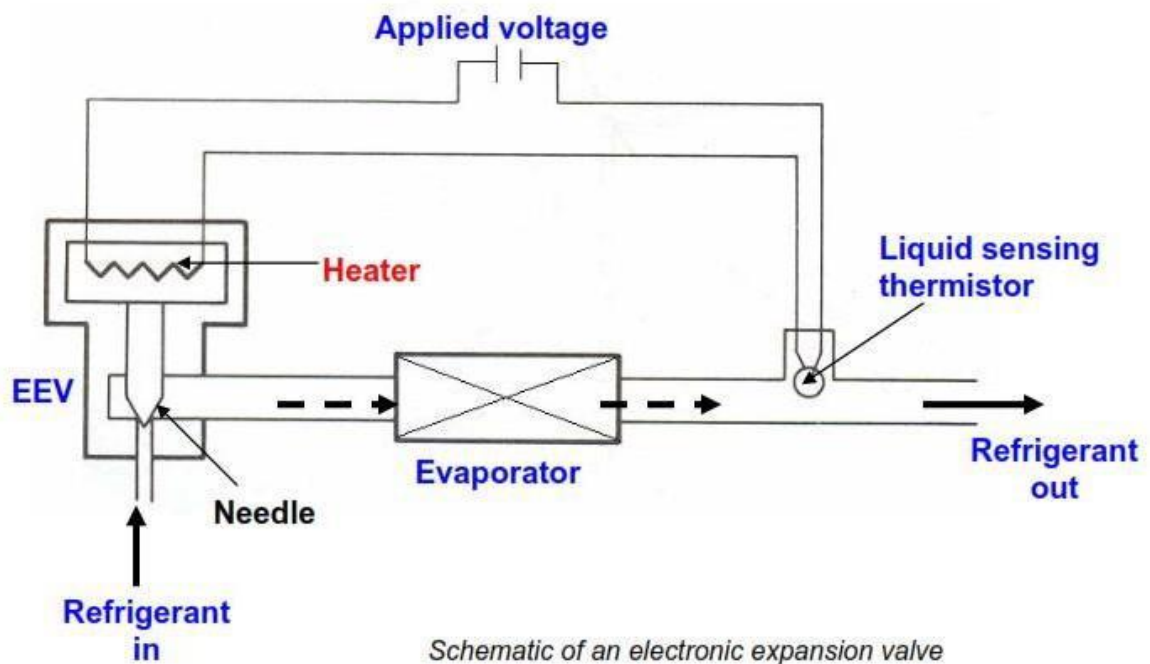 Applied voltage
Heater
Liquid sensing
thermistor
EEV
Evaporator
Needle
Refrigerant
out
Refrigerant
in
Schematic of an electronic expansion valve